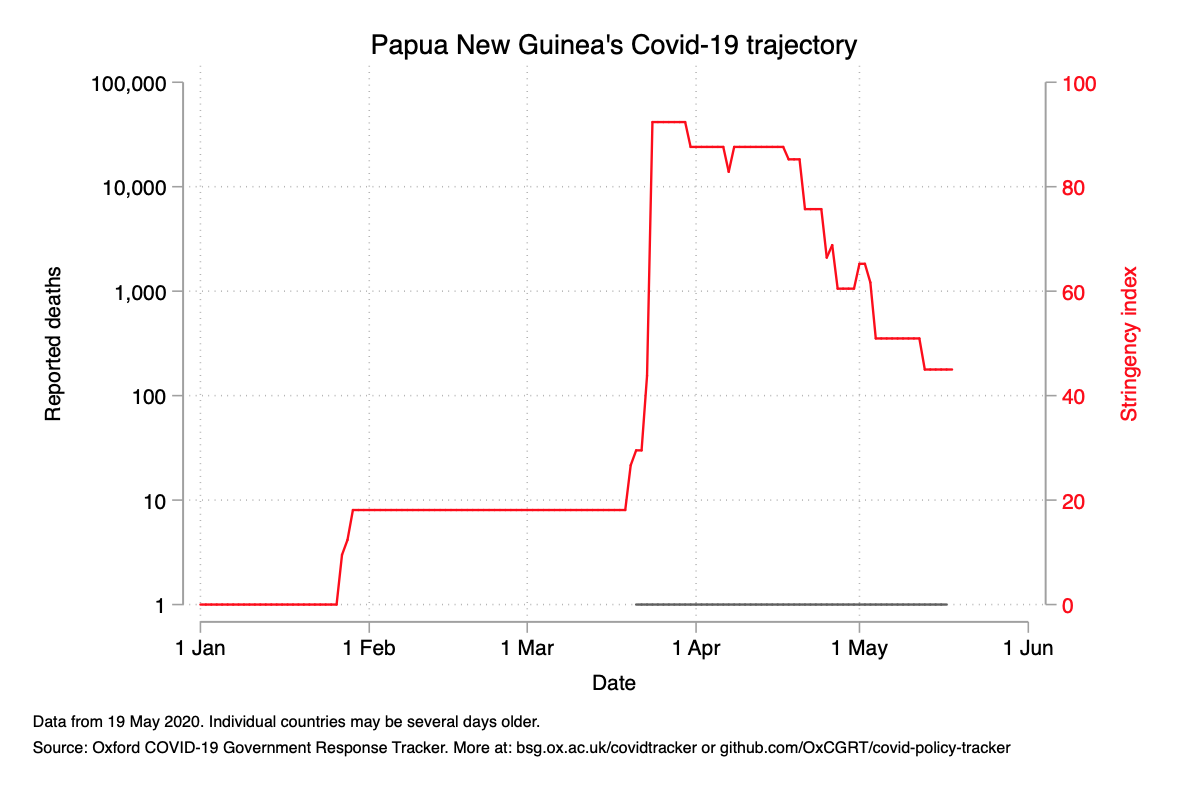 Papua New Guinea's Covid-19 trajectory
100,000
10,000
1,000
100
10
1
Reported deaths
100
80
60
40
20
0
Stringency index
1 Jan
1 Feb
1 Mar
1 Apr
1 May
1 Jun
Date
Data from 19 May 2020. Individual countries may be several days older.
Source: Oxford COVID-19 Government Response Tracker. More at: bsg.ox.ac.uk/covidtracker or github.com/OxCGRT/covid-policy-tracker